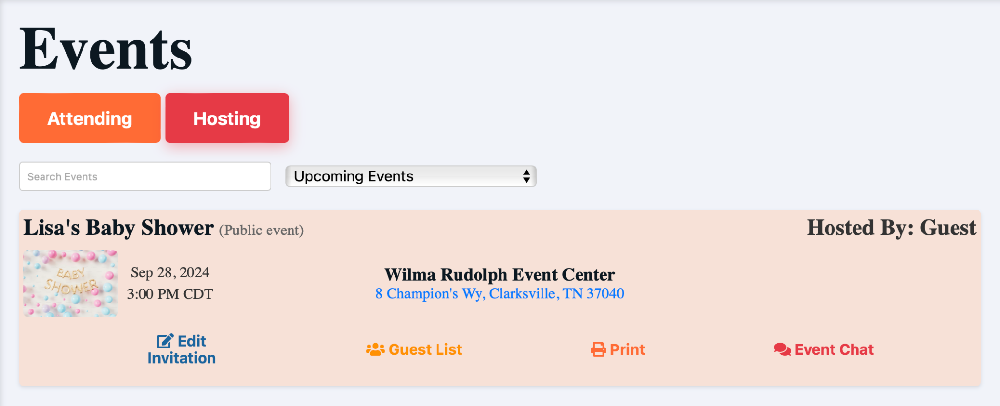 Events
Attending
Hosting
Search Events
Upcoming Events
Lisa's Baby Shower (Public event)
Hosted By: Guest
BABY
SHOWER
Sep 28, 2024
3:00 PM CDT
Wilma Rudolph Event Center
8 Champion's Wy, Clarksville, TN 37040
Edit
Invitation
Guest List
Print
Event Chat